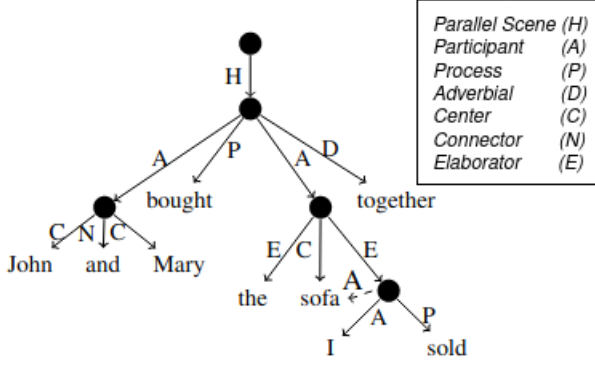 Parallel Scene (H)
Participant (A)
Process (P)
Adverbial (D)
Center (C)
Connector (N)
Elaborator (E)
H
A P A D
bought together
C N C E C E
John and Mary
the sofa A
A P
I sold